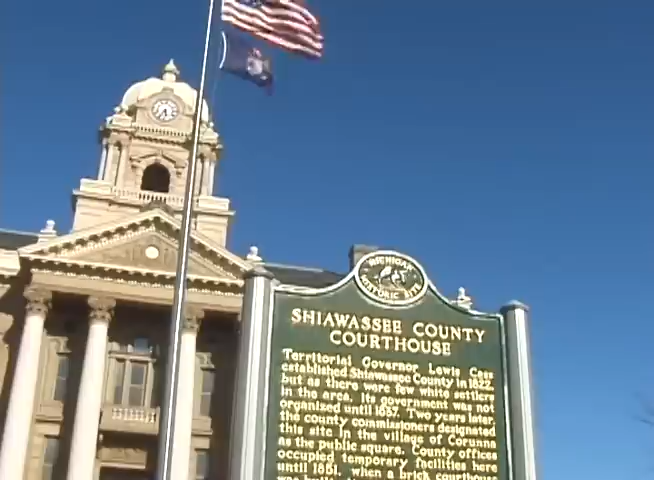 MICHIGAN
HISTORIC SITE
SHIAWASSEE COUNTY
COURTHOUSE
Territorial Governor Lewis Cass
established Shiawassee County in 1822,
but as there were few white settlers
in the area, its government was not
organized until 1837. Two years later,
the county commissioners designated
this site in the village of Corunna
as the public square. County offices
occupied temporary facilities here
until 1851, when a brick courthouse
was built